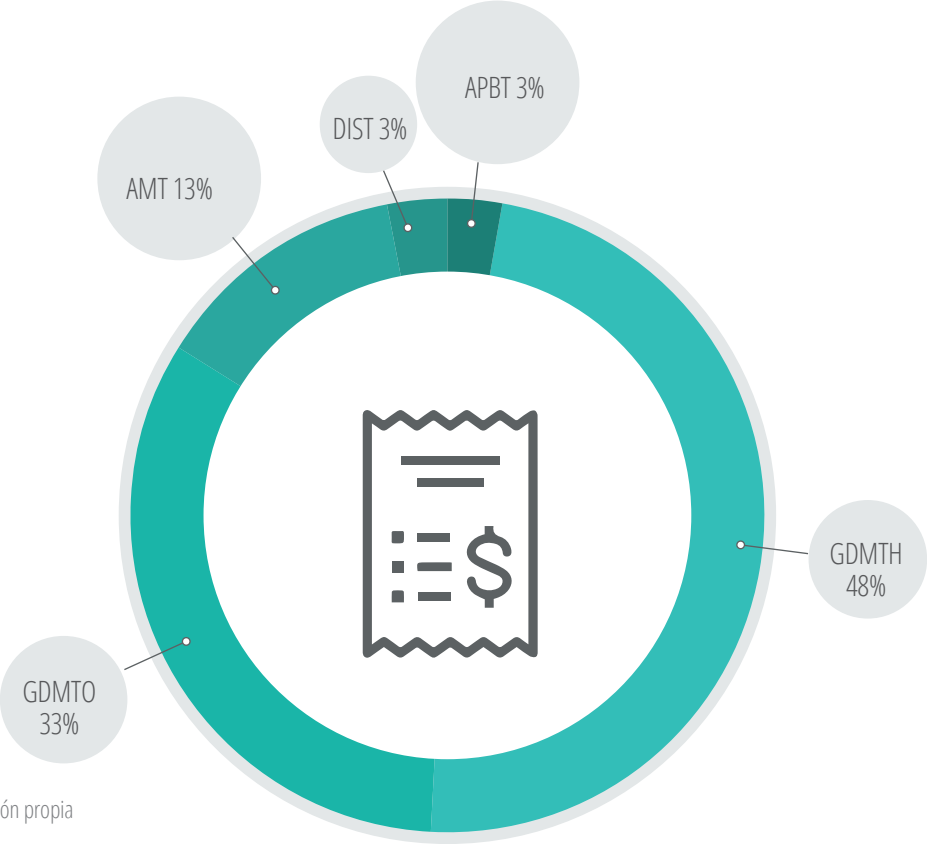 APBT 3%
DIST 3%
AMT 13%
GDMTH
48%
GDMTO
33%
ón propia